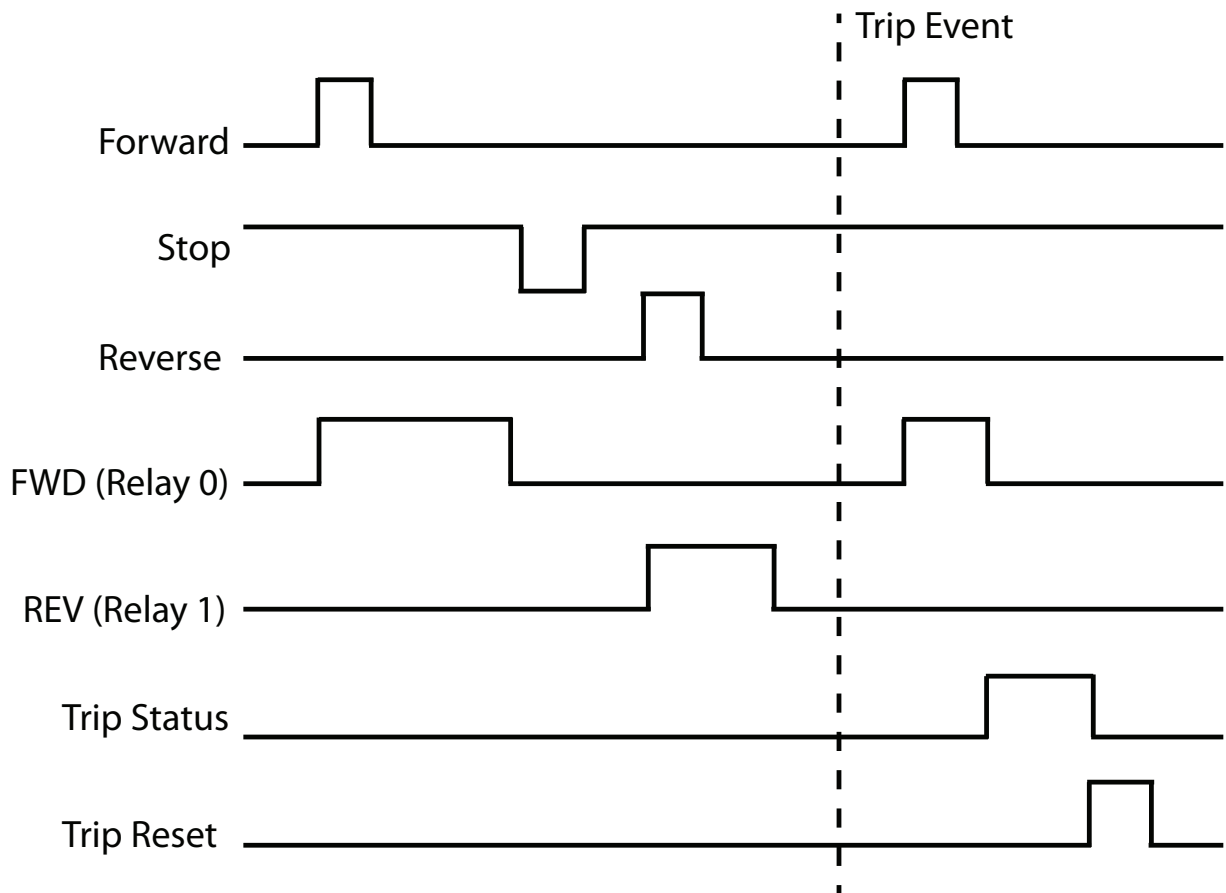 Trip Event
Forward
Stop
Reverse
FWD (Relay 0)
REV (Relay 1)
Trip Status
Trip Reset